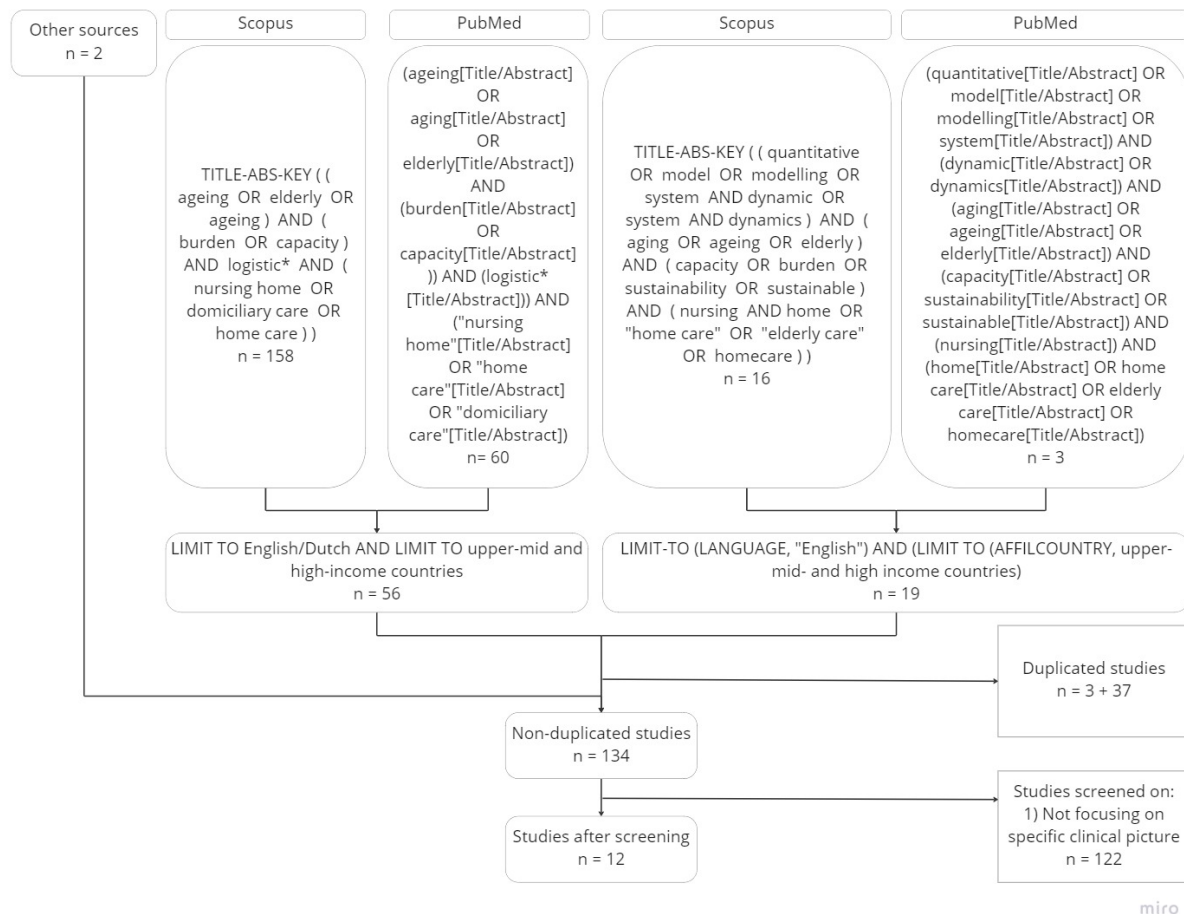 Other sources
n = 2
Scopus
PubMed
Scopus
PubMed
TITLE-ABS-KEY ( (
ageing OR elderly OR
ageing ) AND (
burden OR capacity )
AND logistic* AND (
nursing home OR
domiciliary care OR
home care ) )
n = 158
(ageing[Title/Abstract]
OR
aging[Title/Abstract]
OR
elderly[Title/Abstract])
AND
(burden[Title/Abstract]
OR
capacity[Title/Abstract
]) AND (logistic*
[Title/Abstract])) AND
("nursing
home"[Title/Abstract]
OR "home
care"[Title/Abstract]
OR "domiciliary
care"[Title/Abstract])
n= 60
TITLE-ABS-KEY ( ( quantitative
OR model OR modelling OR
system AND dynamic OR
system AND dynamics ) AND (
aging OR ageing OR elderly )
AND ( capacity OR burden OR
sustainability OR sustainable )
AND ( nursing AND home OR
"home care" OR "elderly care"
OR homecare ) )
n = 16
(quantitative[Title/Abstract] OR
model[Title/Abstract] OR
modelling[Title/Abstract] OR
system[Title/Abstract]) AND
(dynamic[Title/Abstract] OR
dynamics[Title/Abstract]) AND
(aging[Title/Abstract] OR
ageing[Title/Abstract] OR
elderly[Title/Abstract]) AND
(capacity[Title/Abstract] OR
sustainability[Title/Abstract] OR
sustainable[Title/Abstract]) AND
(nursing[Title/Abstract]) AND
(home[Title/Abstract] OR home
care[Title/Abstract] OR elderly
care[Title/Abstract] OR
homecare[Title/Abstract])
n = 3
LIMIT TO English/Dutch AND LIMIT TO upper-mid and
high-income countries
n = 56
LIMIT-TO (LANGUAGE, "English") AND (LIMIT TO (AFFILCOUNTRY, upper-
mid- and high income countries)
n = 19
Duplicated studies
n = 3 + 37
Non-duplicated studies
n = 134
Studies screened on:
1) Not focusing on
specific clinical picture
n = 122
Studies after screening
n = 12
miro